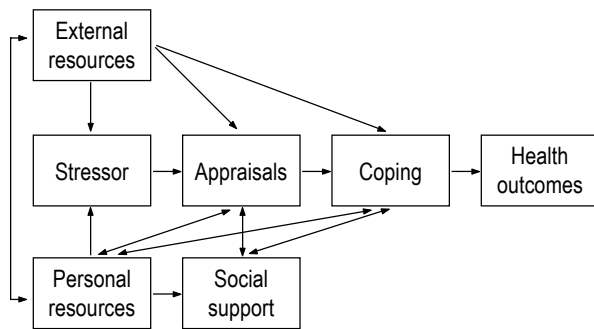 External
resources
Stressor
Appraisals
Coping
Health
outcomes
Personal
resources
Social
support